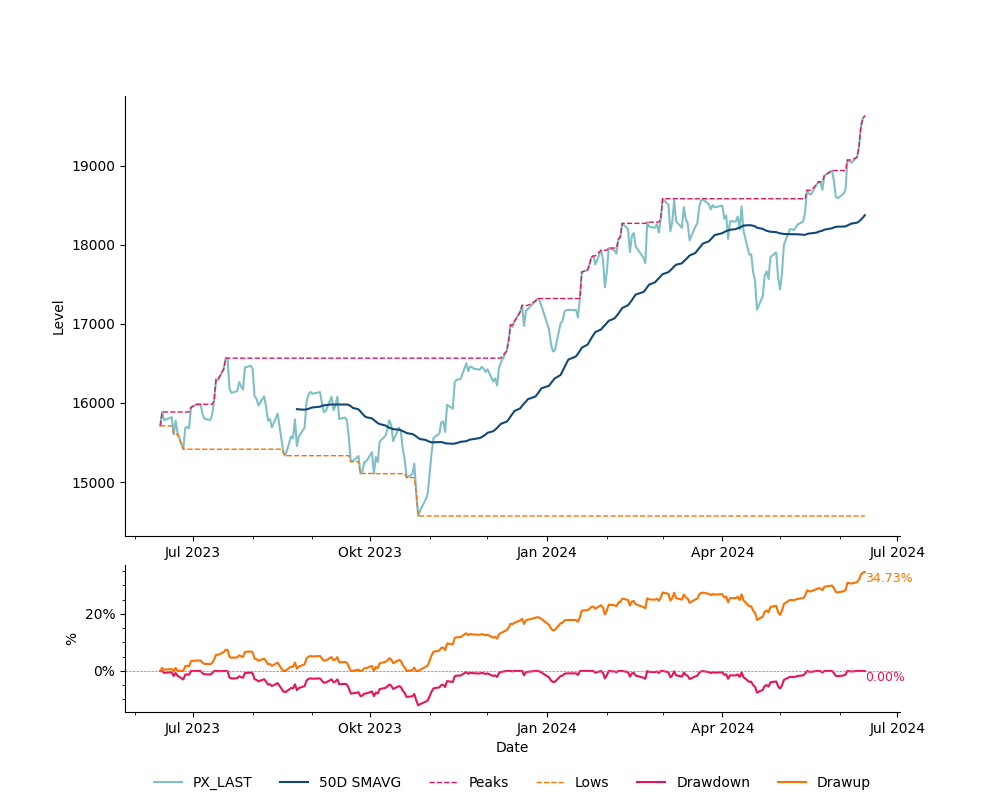 19000
18000
17000
16000
15000
Level
Jul 2023
Okt 2023
Jan 2024
Apr 2024
Jul 2024
20%
0%
%
34.73%
0.00%
Jul 2023
Okt 2023
Jan 2024
Apr 2024
Jul 2024
Date
PX_LAST
50D SMAVG
Peaks
Lows
Drawdown
Drawup